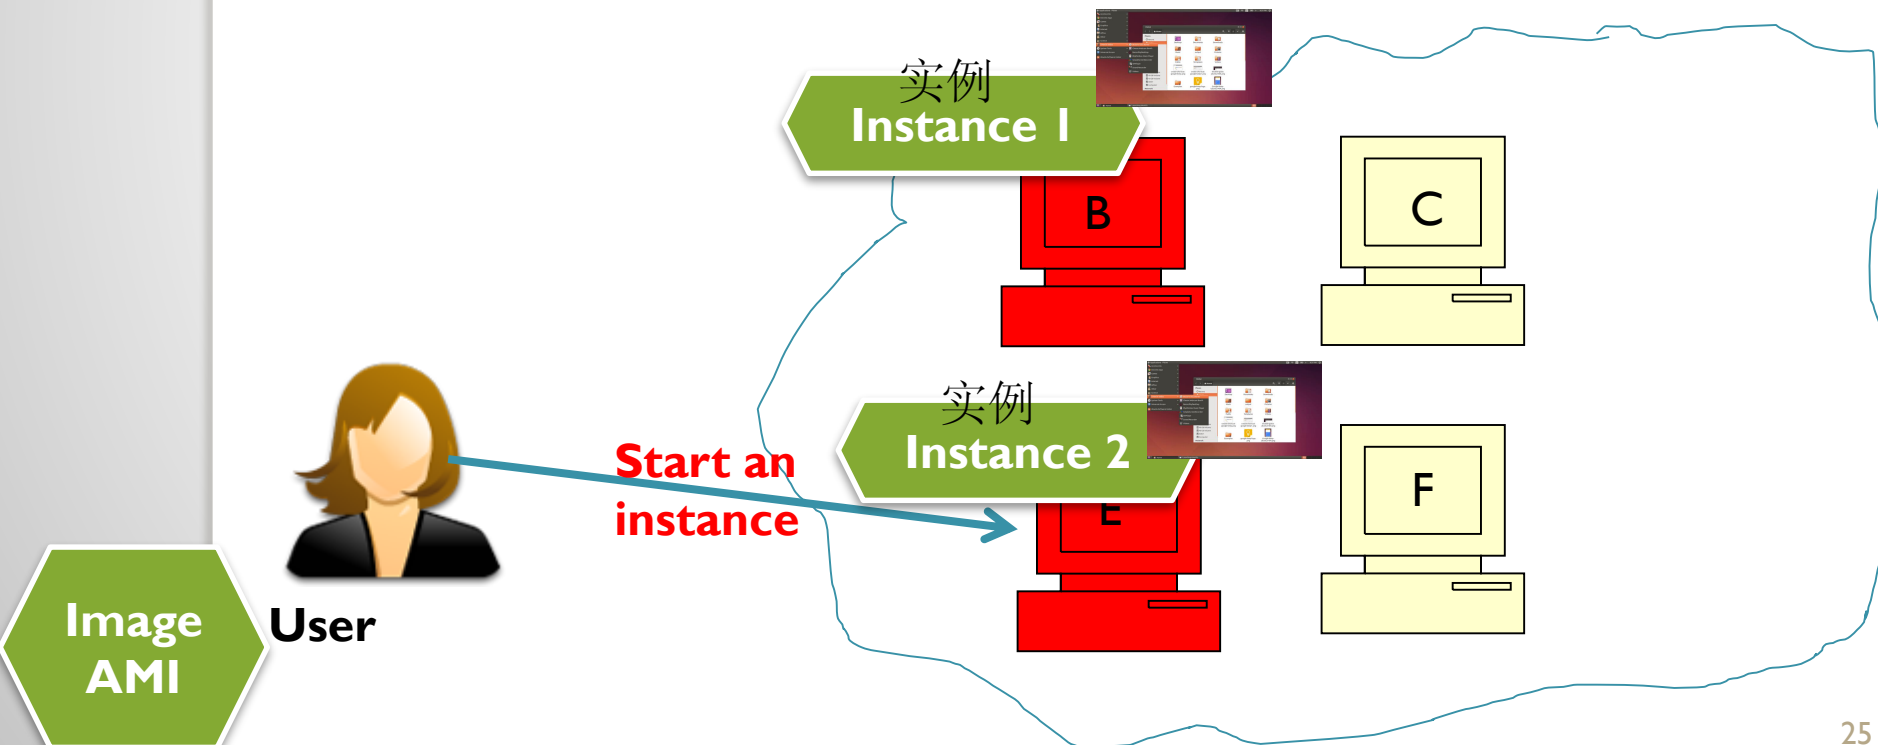 实例
Instance 1
B
C
实例
Instance 2
Start an
instance
E
F
Image
AMI
User
25